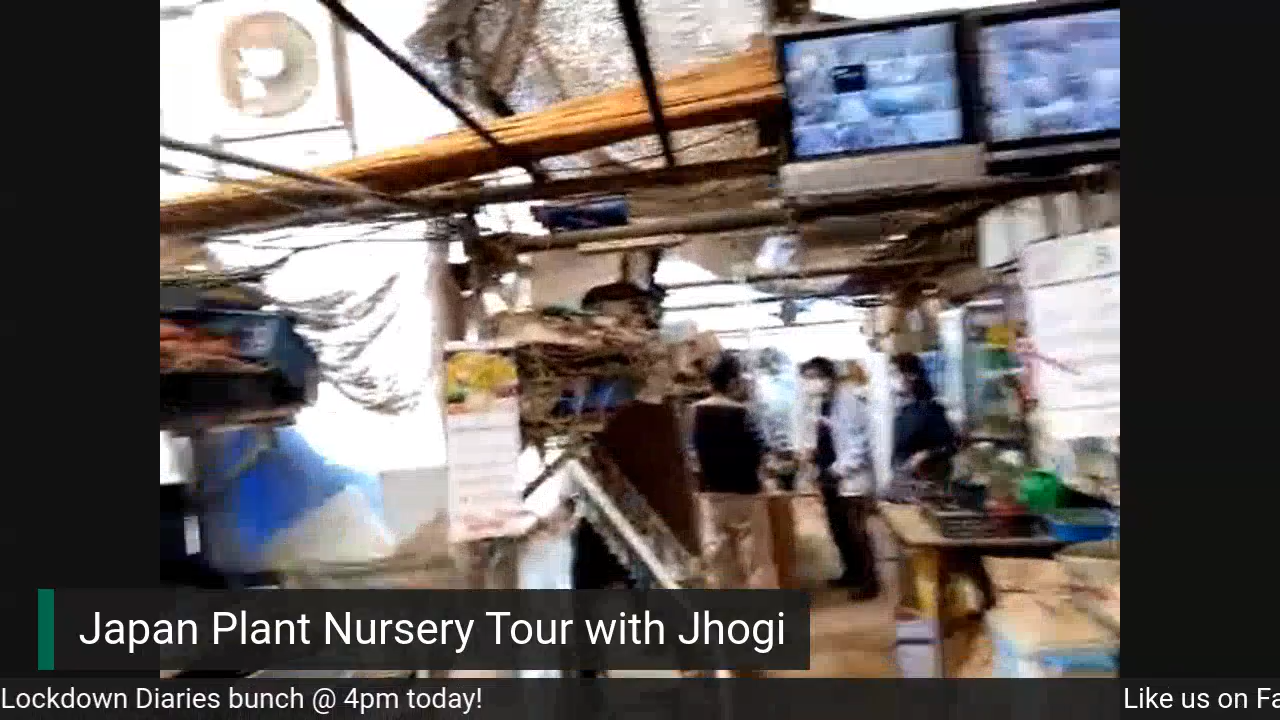 Japan Plant Nursery Tour with Jhogi
Lockdown Diaries bunch @ 4pm today!
Like us on Fa